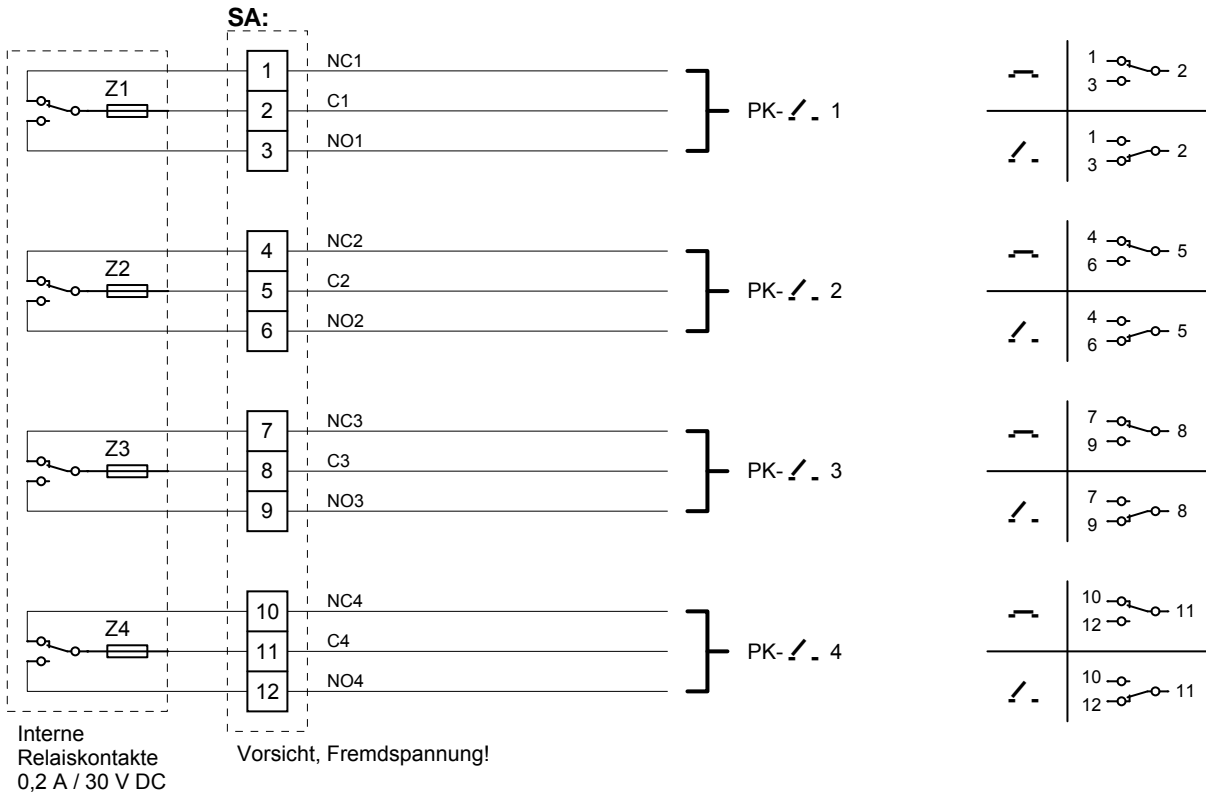 SA:
Z1
1
NC1
2
C1
3
NO1
PK- 1
1
3
2
1
3
2
Z2
4
NC2
5
C2
6
NO2
PK- 2
4
6
5
4
6
5
Z3
7
NC3
8
C3
9
NO3
PK- 3
7
9
8
7
9
8
Z4
10
NC4
11
C4
12
NO4
PK- 4
10
12
11
10
12
11
Interne
Relaiskontakte
0,2 A / 30 V DC
Vorsicht, Fremdspannung!